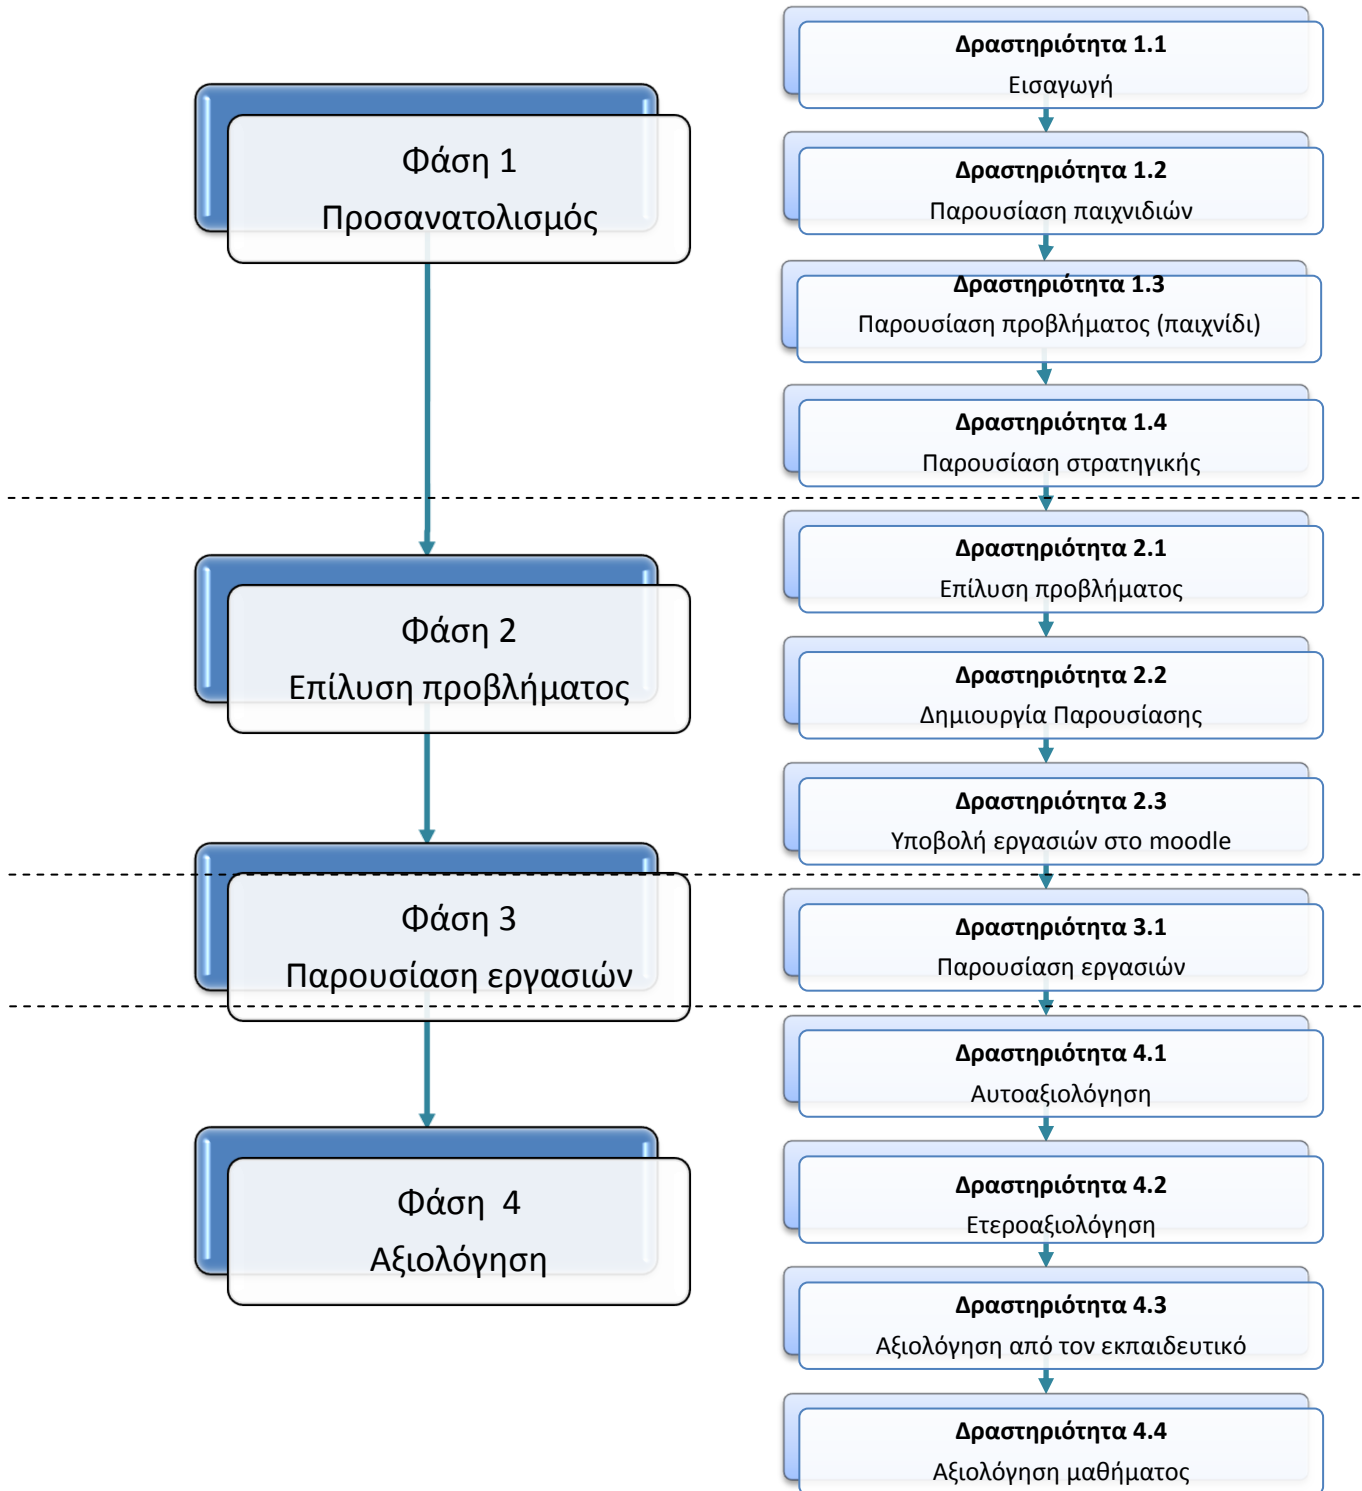 Φάση 1
Προσανατολισμός
Δραστηριότητα 1.1
Εισαγωγή
Δραστηριότητα 1.2
Παρουσίαση παιχνιδιών
Δραστηριότητα 1.3
Παρουσίαση προβλήματος (παιχνίδι)
Δραστηριότητα 1.4
Παρουσίαση στρατηγικής
Φάση 2
Επίλυση προβλήματος
Δραστηριότητα 2.1
Επίλυση προβλήματος
Δραστηριότητα 2.2
Δημιουργία Παρουσίασης
Δραστηριότητα 2.3
Υποβολή εργασιών στο moodle
Φάση 3
Παρουσίαση εργασιών
Δραστηριότητα 3.1
Παρουσίαση εργασιών
Φάση 4
Αξιολόγηση
Δραστηριότητα 4.1
Αυτοαξιολόγηση
Δραστηριότητα 4.2
Ετεροαξιολόγηση
Δραστηριότητα 4.3
Αξιολόγηση από τον εκπαιδευτικό
Δραστηριότητα 4.4
Αξιολόγηση μαθήματος